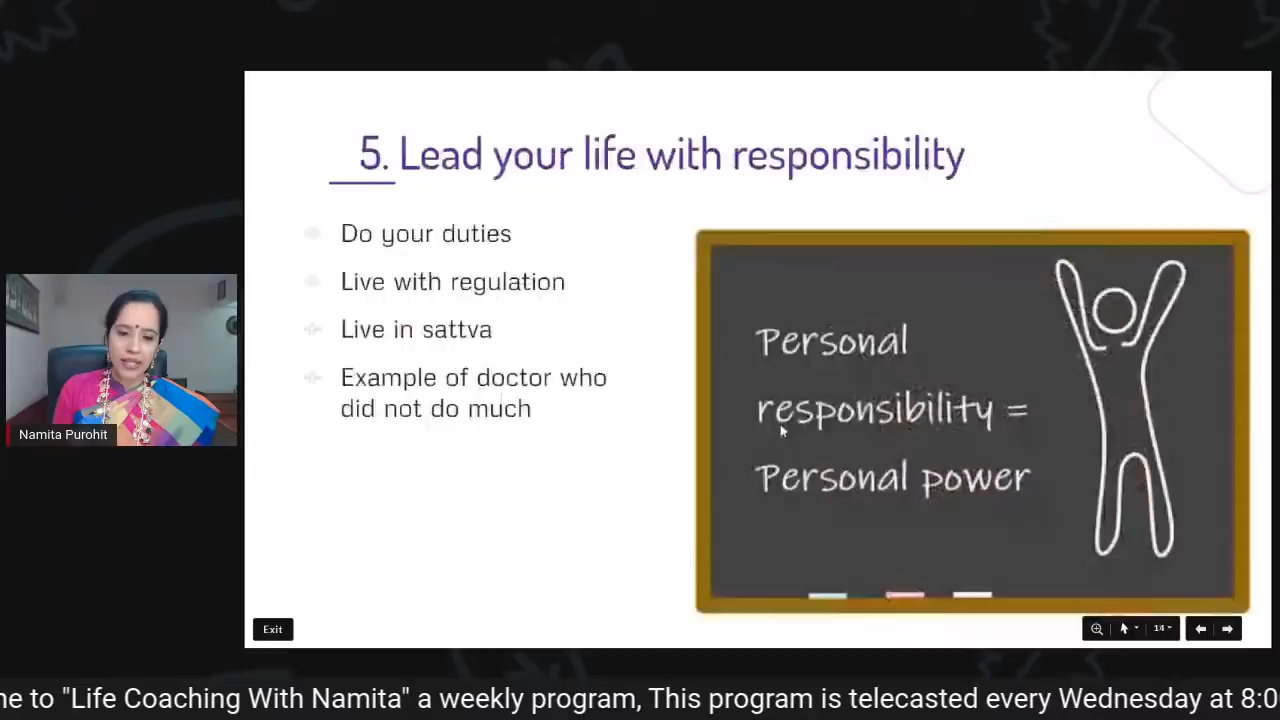 5. Lead your life with responsibility
Do your duties
Live with regulation
Live in sattva
Example of doctor who
did not do much
Personal
responsibility =
Personal power
Namita Purohit
Exit
14
to "Life Coaching With Namita" a weekly program, This program is telecasted every Wednesday at 8:0